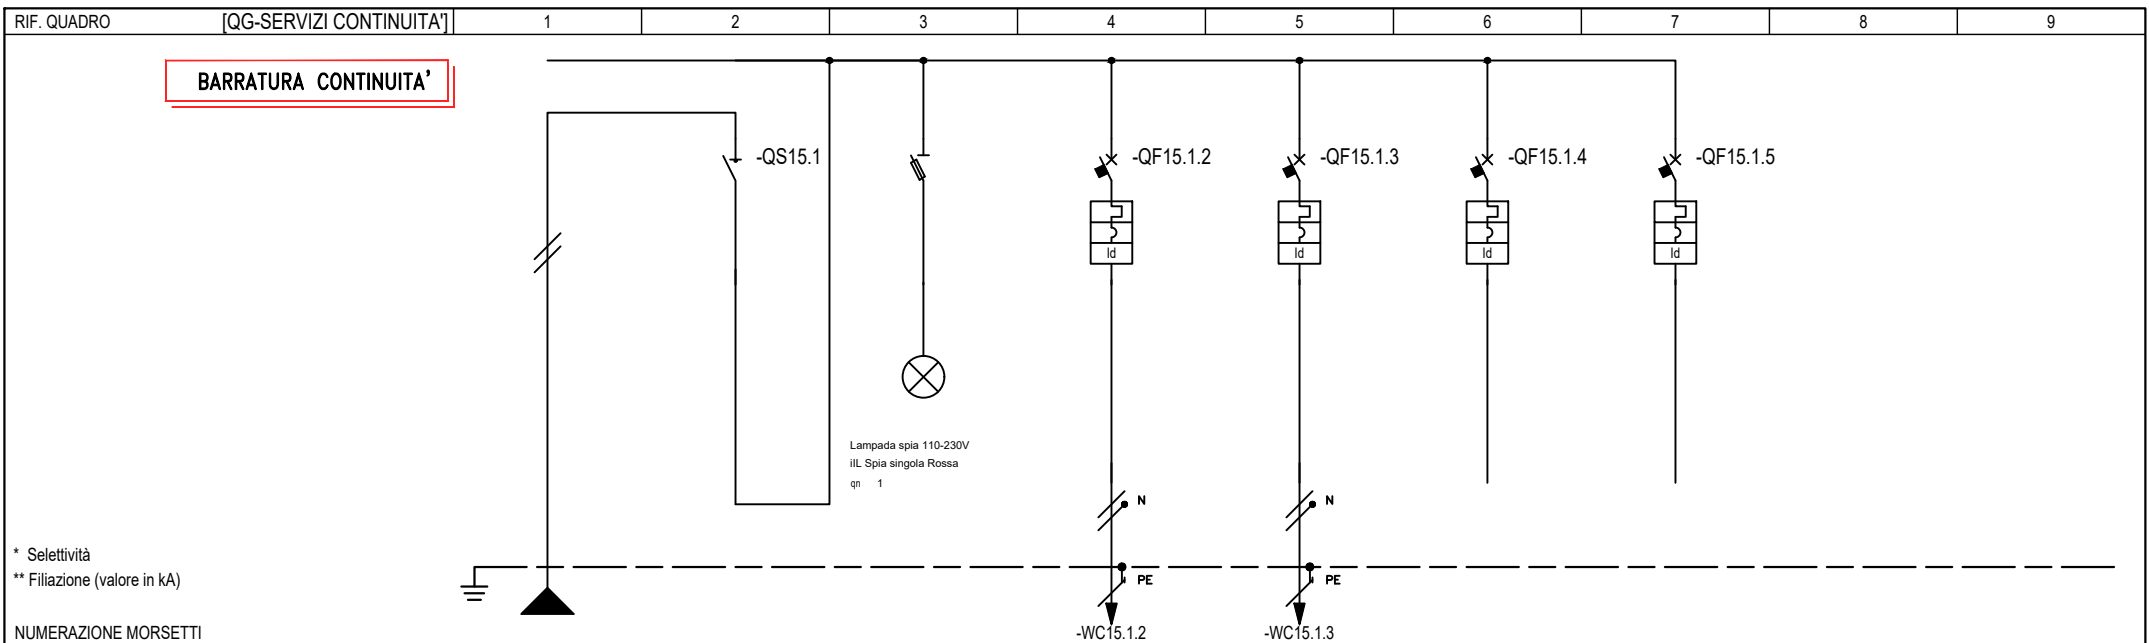 RIF. QUADRO [QG-SERVIZI CONTINUITA'] 1 2 3 4 5 6 7 8 9
BARRATURA CONTINUITA'
-QS15.1 -QF15.1.2 -QF15.1.3 -QF15.1.4 -QF15.1.5
Id Id Id Id
Lampada spia 110-230V
iIL Spia singola Rossa
qn 1
N N
* Selettività
** Filiazione (valore in kA)
PE PE
NUMERAZIONE MORSETTI -WC15.1.2 -WC15.1.3